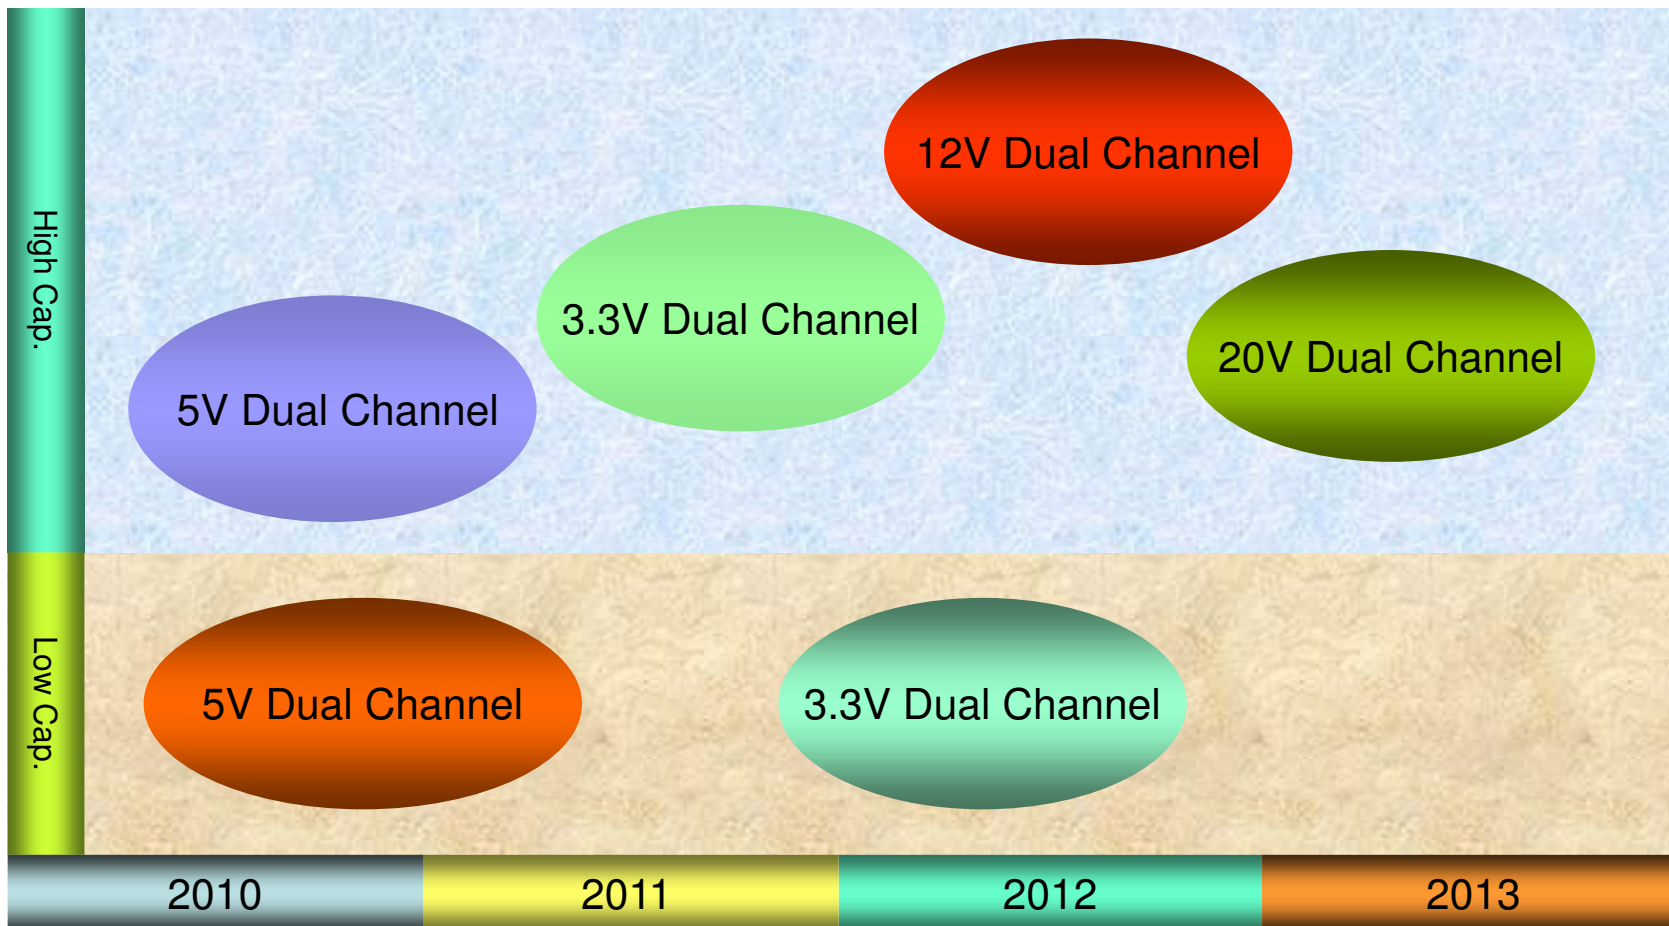 12V Dual Channel
3.3V Dual Channel
20V Dual Channel
5V Dual Channel
High Cap.
5V Dual Channel
3.3V Dual Channel
Low Cap.
2010
2011
2012
2013